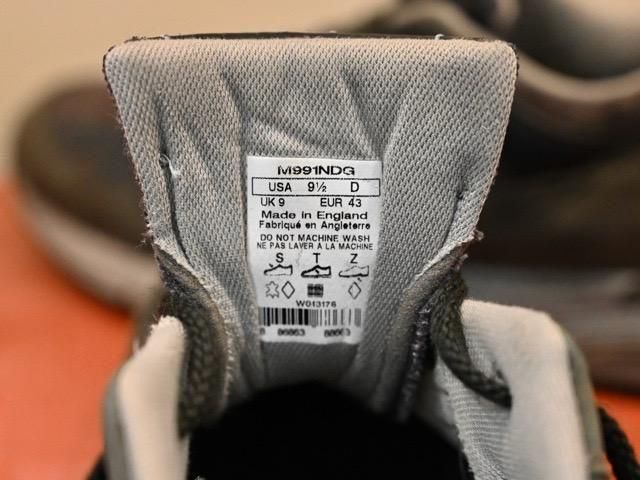 M991NDG
USA 9½ D
UK 9 EUR 43
Made in England
Fabriqué en Angleterre
DO NOT MACHINE WASH
NE PAS LAVER A LA MACHINE
S T Z
W013176